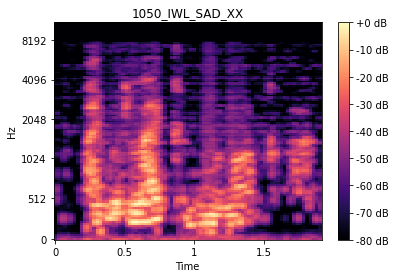 1050_IWL_SAD_XX
+0 dB
8192
-10 dB
4096
-20 dB
-30 dB
2048
-40 dB
Hz
1024
-50 dB
512
-60 dB
-70 dB
0
-80 dB
0 0.5 1 1.5
Time